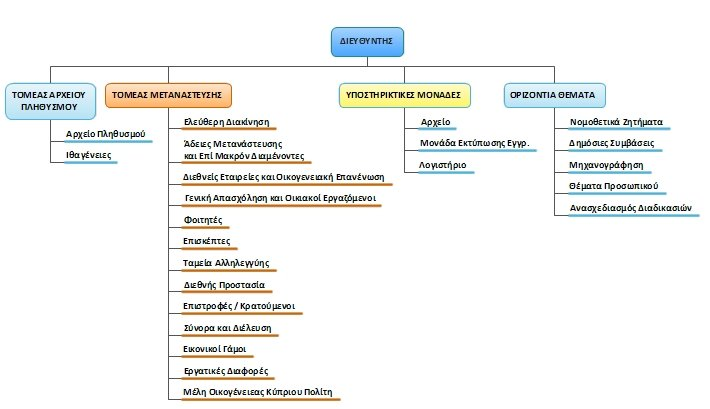 ΔΙΕΥΘΥΝΤΗΣ
ΤΟΜΕΑΣ ΑΡΧΕΙΟΥ
ΠΛΗΘΥΣΜΟΥ
Αρχείο Πληθυσμού
Ιθαγένειες
ΤΟΜΕΑΣ ΜΕΤΑΝΑΣΤΕΥΣΗΣ
Ελεύθερη Διακίνηση
Άδειες Μετανάστευσης
και Επί Μακρόν Διαμένοντες
Διεθνείς Εταιρείες και Οικογενειακή Επανένωση
Γενική Απασχόληση και Οικιακοί Εργαζόμενοι
Φοιτητές
Επισκέπτες
Ταμεία Αλληλεγγύης
Διεθνής Προστασία
Επιστροφές / Κρατούμενοι
Σύνορα και Διέλευση
Εικονικοί Γάμοι
Εργατικές Διαφορές
Μέλη Οικογένειεας Κύπριου Πολίτη
ΥΠΟΣΤΗΡΙΚΤΙΚΕΣ ΜΟΝΑΔΕΣ
Αρχείο
Μονάδα Εκτύπωσης Εγγρ.
Λογιστήριο
ΟΡΙΖΟΝΤΙΑ ΘΕΜΑΤΑ
Νομοθετικά Ζητήματα
Δημόσιες Συμβάσεις
Μηχανογράφηση
Θέματα Προσωπικού
Ανασχεδιασμός Διαδικασιών